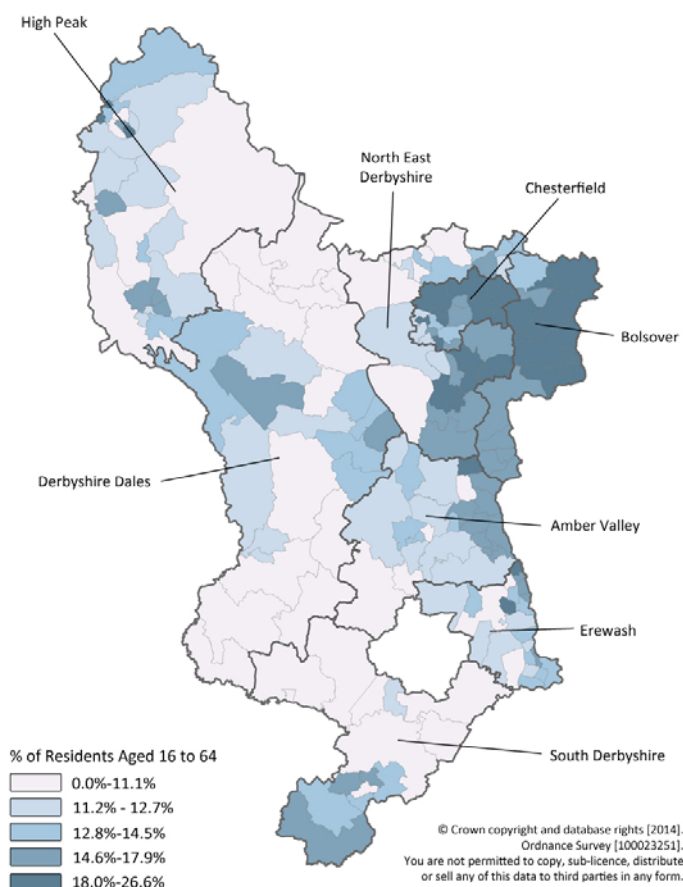 High Peak
North East
Derbyshire
Chesterfield
Bolsover
Derbyshire Dales
Amber Valley
Erewash
South Derbyshire
% of Residents Aged 16 to 64
0.0%-11.1%
11.2% - 12.7%
12.8%-14.5%
14.6%-17.9%
18.0%-26.6%
© Crown copyright and database rights [2014].
Ordnance Survey [100023251].
You are not permitted to copy, sub-licence, distribute
or sell any of this data to third parties in any form.